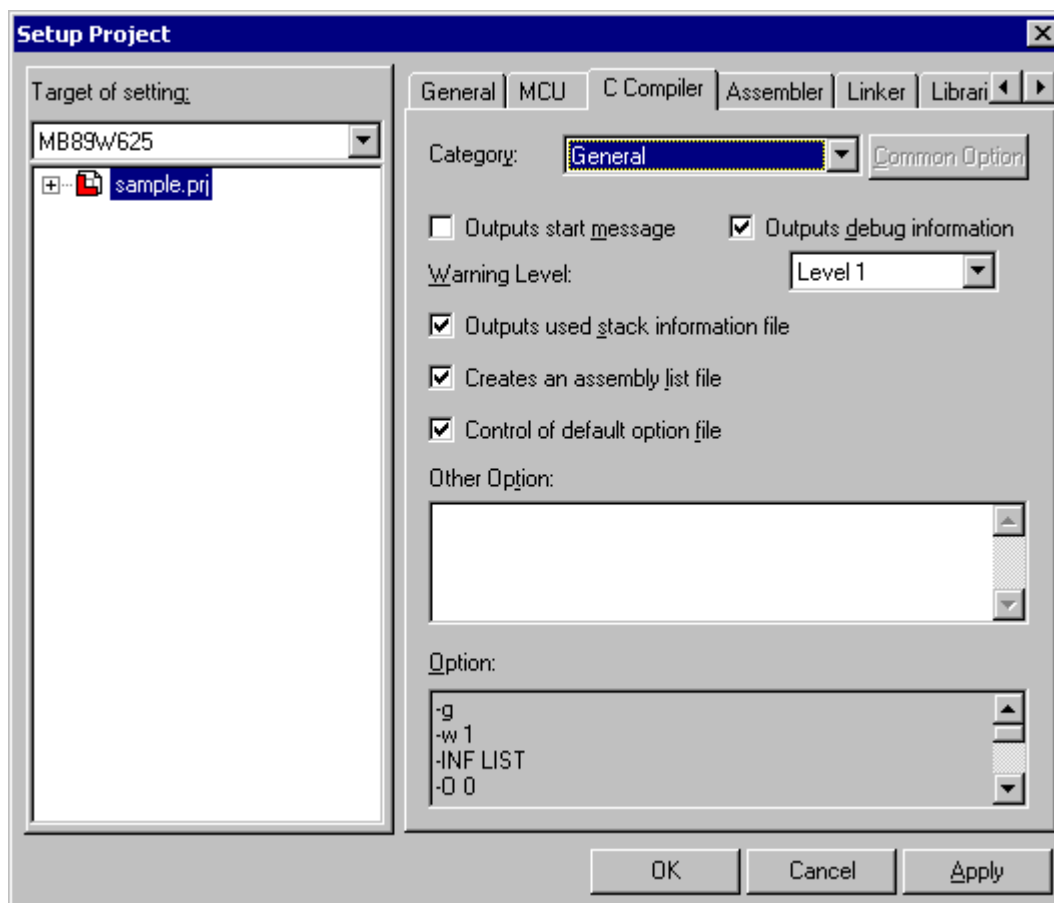 Setup Project
Target of setting:
MB89W625
sample.prj
General MCU C Compiler Assembler Linker Librari
Category: General Common Option
Outputs start message Outputs debug information
Warning Level: Level 1
Outputs used stack information file
Creates an assembly list file
Control of default option file
Other Option:
Option:
-g
-w 1
-INF LIST
-O 0
OK Cancel Apply